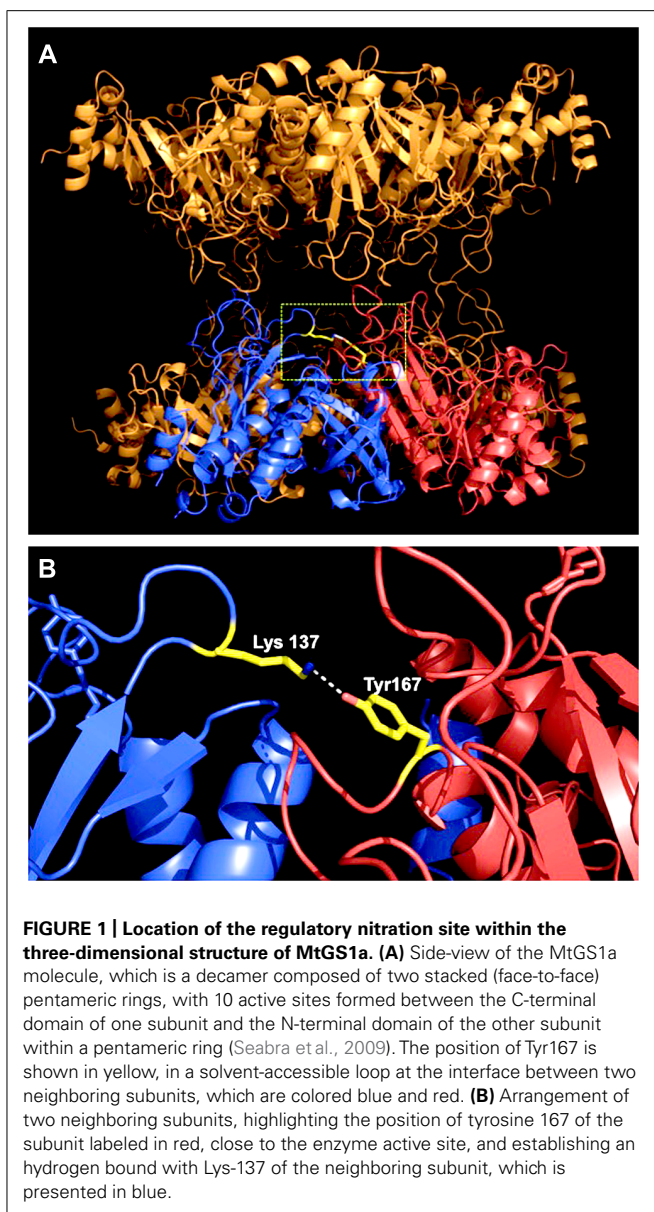 A
B
Lys 137
Tyr167
FIGURE 1 | Location of the regulatory nitration site within the
three-dimensional structure of MtGS1a. (A) Side-view of the MtGS1a
molecule, which is a decamer composed of two stacked (face-to-face)
pentameric rings, with 10 active sites formed between the C-terminal
domain of one subunit and the N-terminal domain of the other subunit
within a pentameric ring (Seabra et al., 2009). The position of Tyr167 is
shown in yellow, in a solvent-accessible loop at the interface between two
neighboring subunits, which are colored blue and red. (B) Arrangement of
two neighboring subunits, highlighting the position of tyrosine 167 of the
subunit labeled in red, close to the enzyme active site, and establishing an
hydrogen bound with Lys-137 of the neighboring subunit, which is
presented in blue.